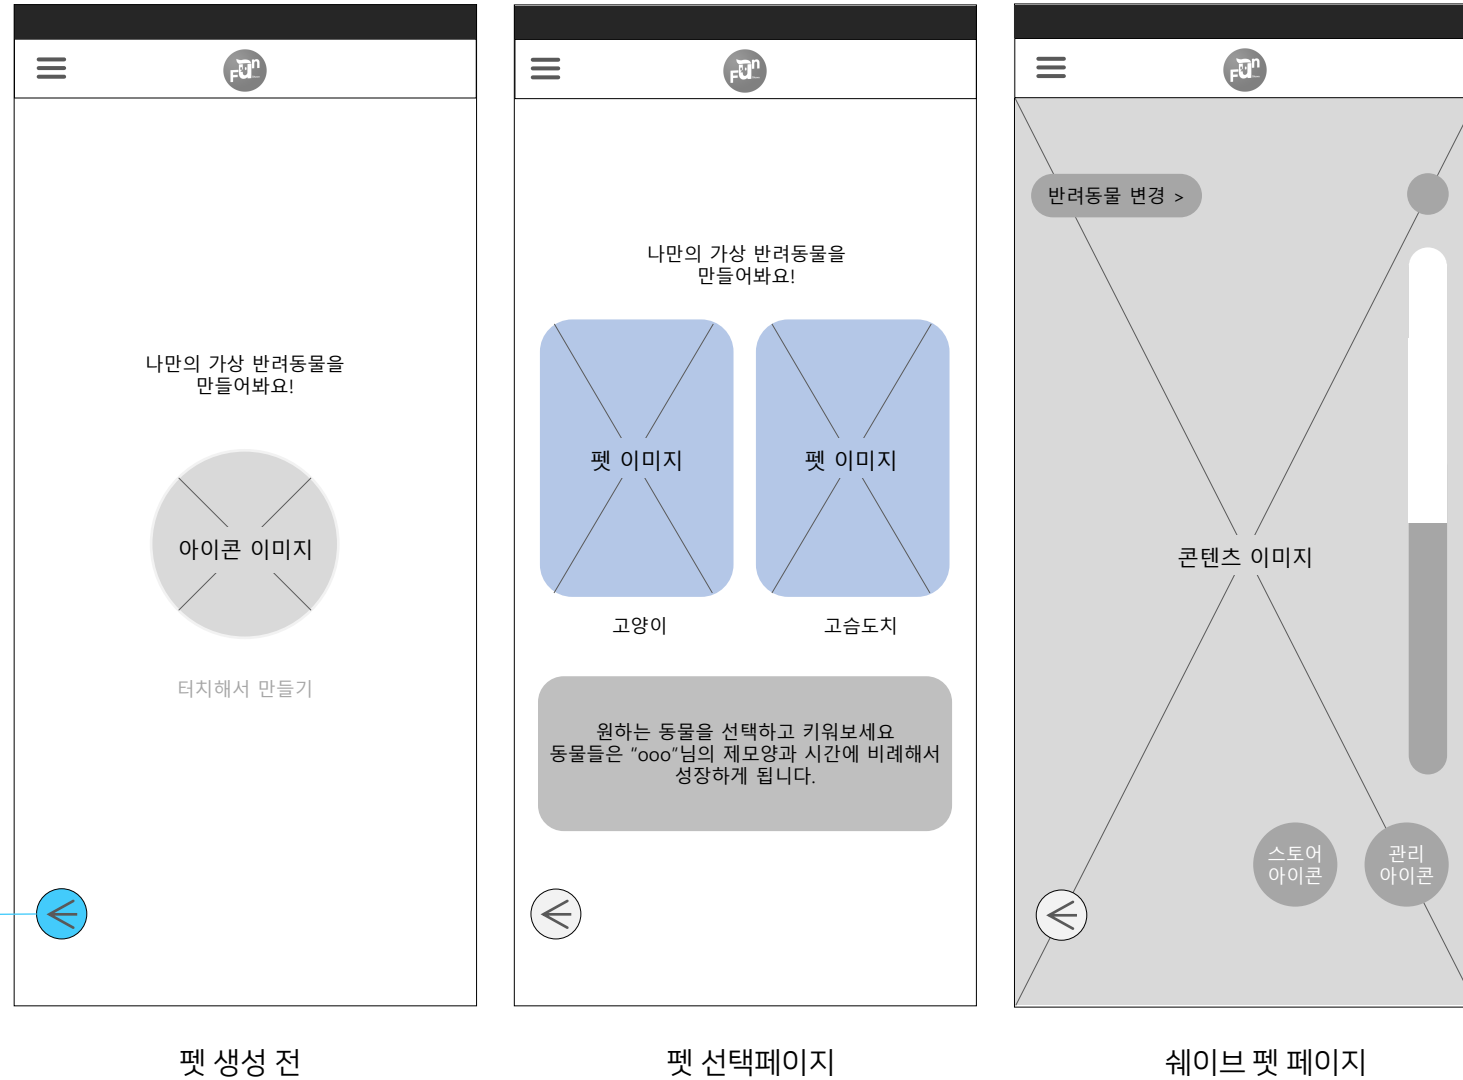 Fun
나만의 가상 반려동물을
만들어봐요!
아이콘 이미지
터치해서 만들기
펫 생성 전
Fun
나만의 가상 반려동물을
만들어봐요!
펫 이미지
펫 이미지
고양이
고슴도치
원하는 동물을 선택하고 키워보세요
동물들은 “ooo”님의 제모양과 시간에 비례해서
성장하게 됩니다.
펫 선택페이지
Fun
반려동물 변경 >
콘텐츠 이미지
스토어
아이콘
관리
아이콘
쉐이브 펫 페이지